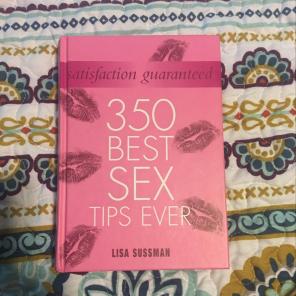 satisfaction guaranteed
350
BEST
SEX
TIPS EVER
LISA SUSSMAN